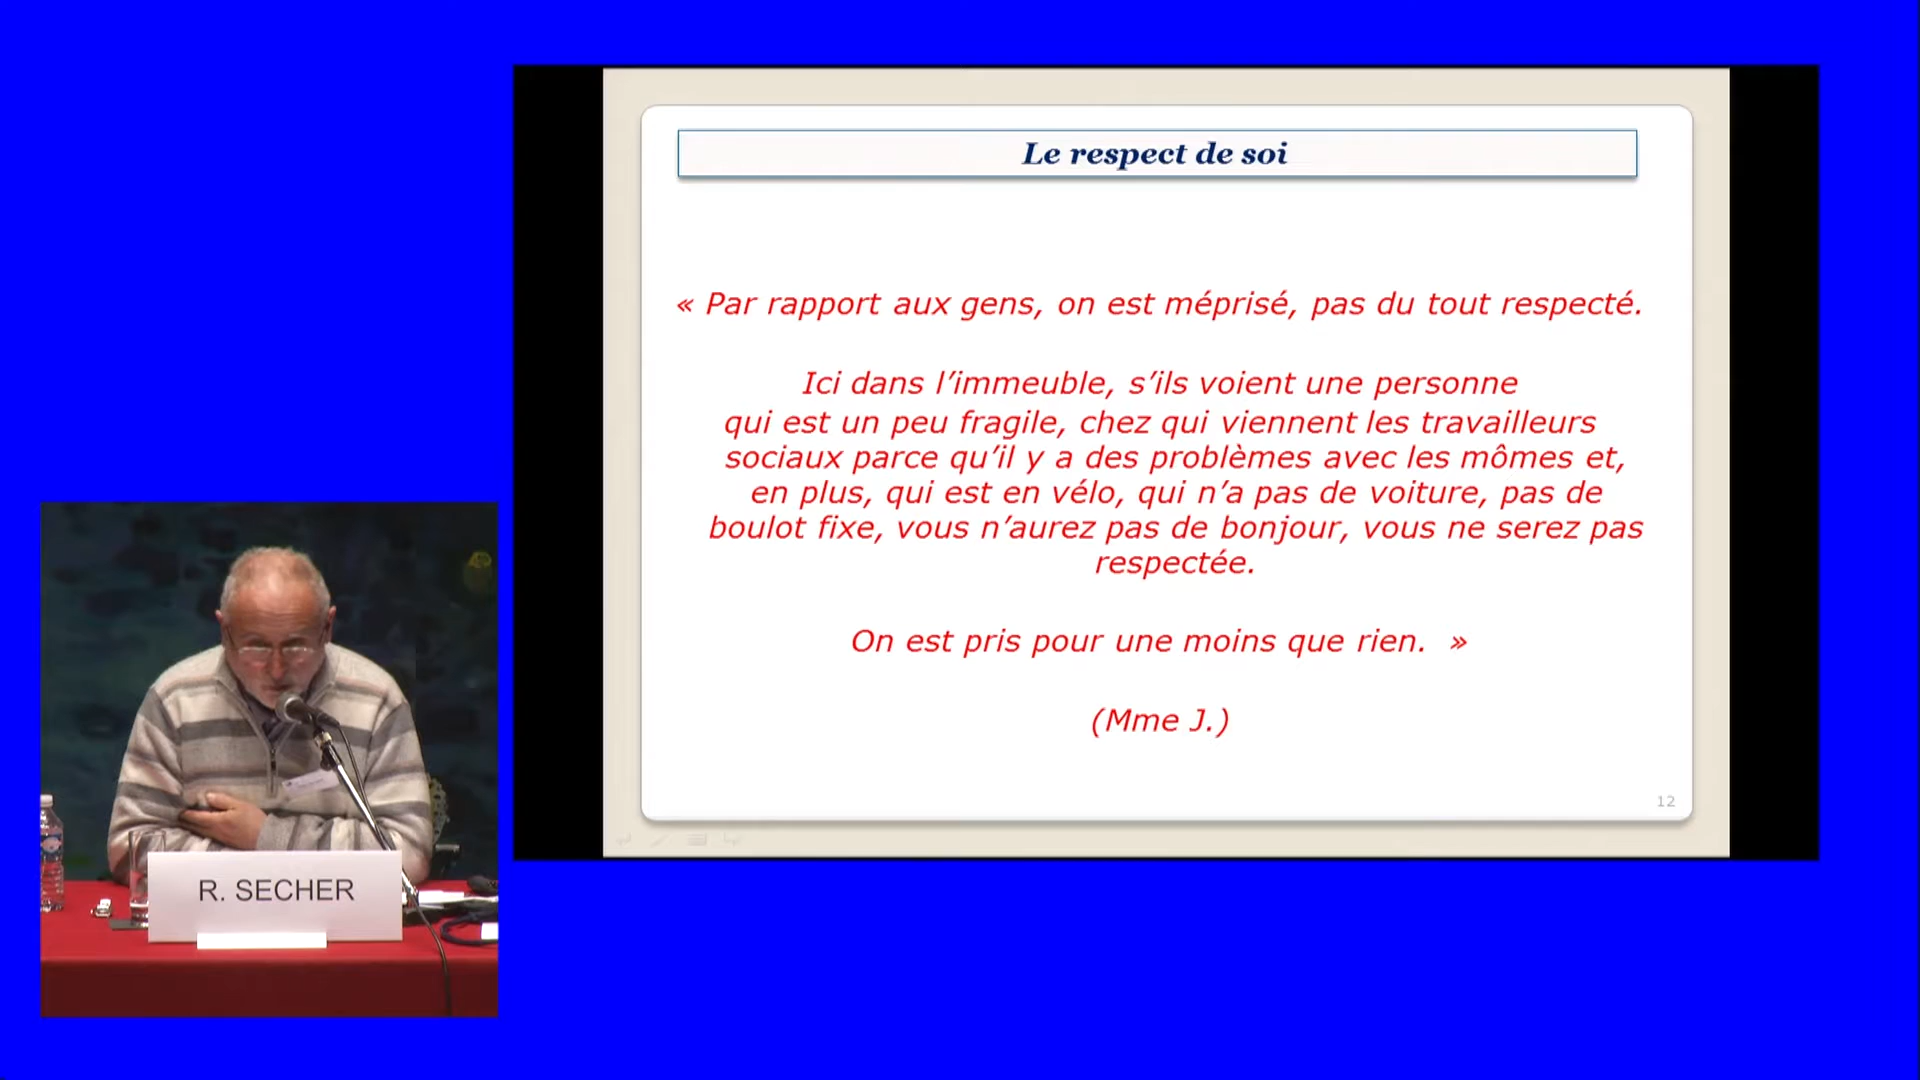 Le respect de soi
« Par rapport aux gens, on est méprisé, pas du tout respecté.
Ici dans l’immeuble, s’ils voient une personne
qui est un peu fragile, chez qui viennent les travailleurs
sociaux parce qu’il y a des problèmes avec les mômes et,
en plus, qui est en vélo, qui n’a pas de voiture, pas de
boulot fixe, vous n’aurez pas de bonjour, vous ne serez pas
respectée.
On est pris pour une moins que rien. »
(Mme J.)
12
R. SECHER